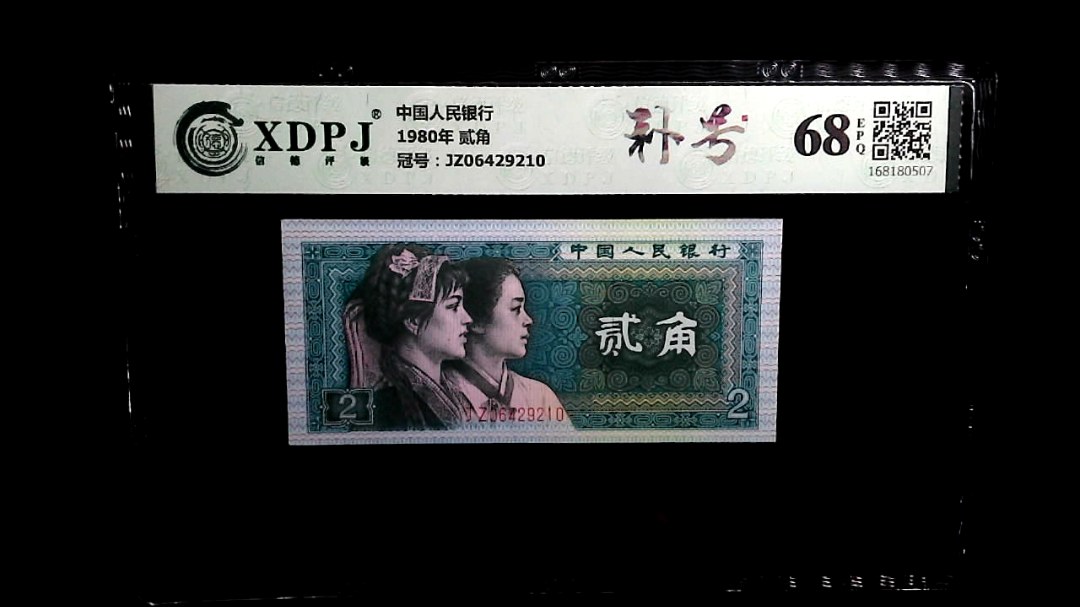 XDPJ®
信德评级
中国人民银行
1980年 贰角
冠号：JZ06429210
补号
68
EPQ
168180507
中国人民银行
贰角
2
JZ06429210
2